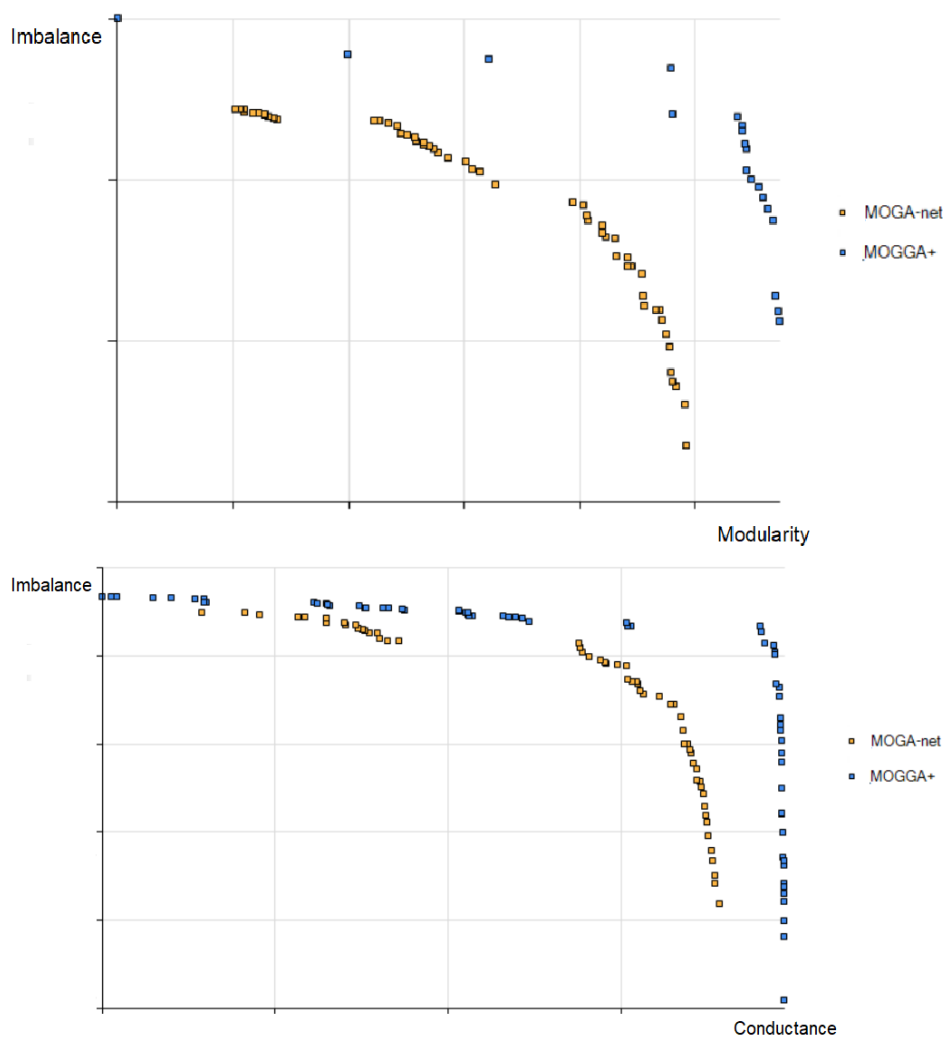 Imbalance
MOGA-net
MOGGA+
Modularity
Imbalance
MOGA-net
MOGGA+
Conductance